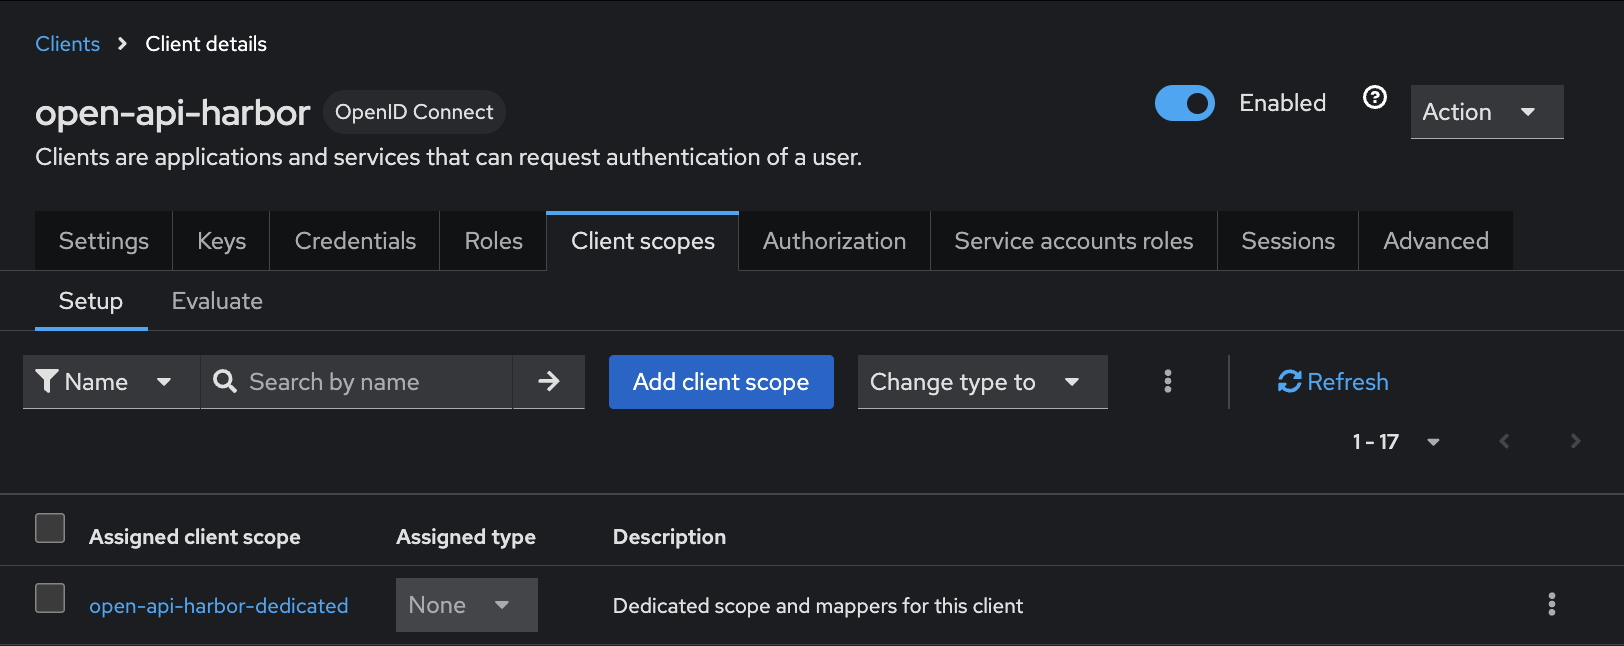 Clients > Client details
open-api-harbor OpenID Connect
Enabled ? Action
Clients are applications and services that can request authentication of a user.
Settings Keys Credentials Roles Client scopes Authorization Service accounts roles Sessions Advanced
Setup Evaluate
Name Search by name Add client scope Change type to Refresh
1 - 17
Assigned client scope Assigned type Description
open-api-harbor-dedicated None Dedicated scope and mappers for this client